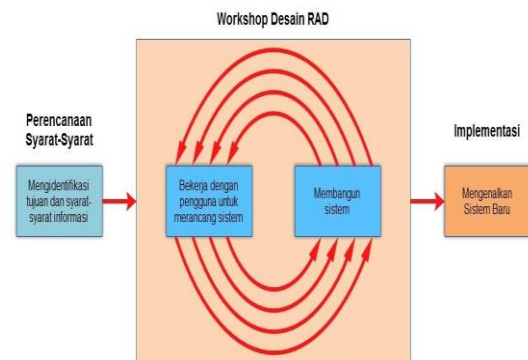 Workshop Desain RAD
Perencanaan
Syarat-Syarat
Mengidentifikasi
tujuan dan syarat-
syarat informasi
Bekerja dengan
pengguna untuk
merancang sistem
Membangun
sistem
Implementasi
Mengenalkan
Sistem Baru